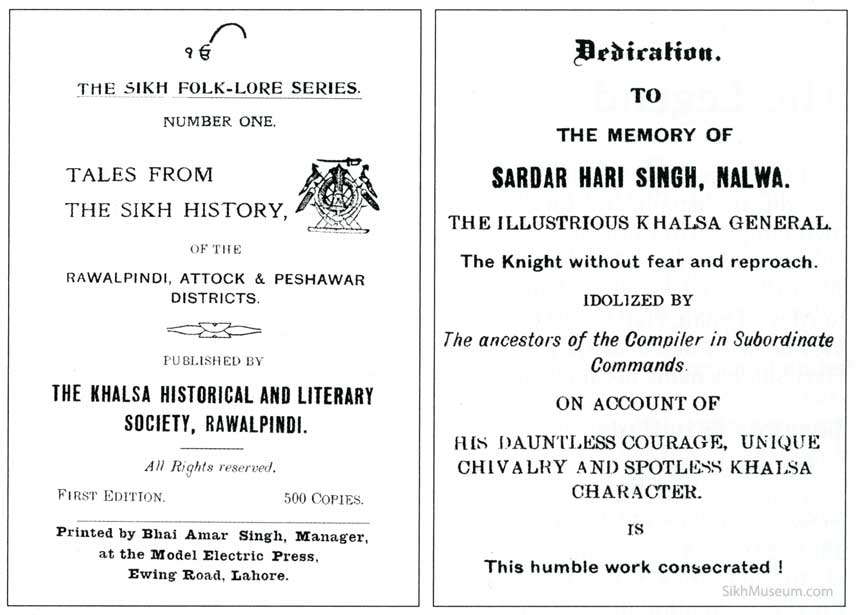 ੴ
THE SIKH FOLK-LORE SERIES.
NUMBER ONE.
TALES FROM
THE SIKH HISTORY,
OF THE
RAWALPINDI, ATTOCK & PESHAWAR
DISTRICTS.
PUBLISHED BY
THE KHALSA HISTORICAL AND LITERARY
SOCIETY, RAWALPINDI.
All Rights reserved.
FIRST EDITION. 500 COPIES.
Printed by Bhai Amar Singh, Manager,
at the Model Electric Press,
Ewing Road, Lahore.
Dedication.
TO
THE MEMORY OF
SARDAR HARI SINGH, NALWA.
THE ILLUSTRIOUS KHALSA GENERAL.
The Knight without fear and reproach.
IDOLIZED BY
The ancestors of the Compiler in Subordinate
Commands.
ON ACCOUNT OF
HIS DAUNTLESS COURAGE, UNIQUE
CHIVALRY AND SPOTLESS KHALSA
CHARACTER.
IS
This humble work consecrated !
SikhMuseum.com